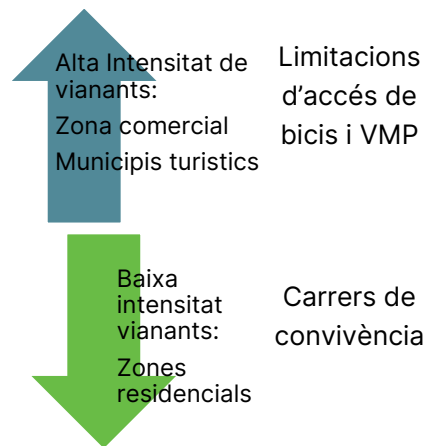 Alta Intensitat de
vianants:
Zona comercial
Municipis turistics
Limitacions
d’accés de
bicis i VMP
Baixa
intensitat
vianants:
Zones
residencials
Carrers de
convivència